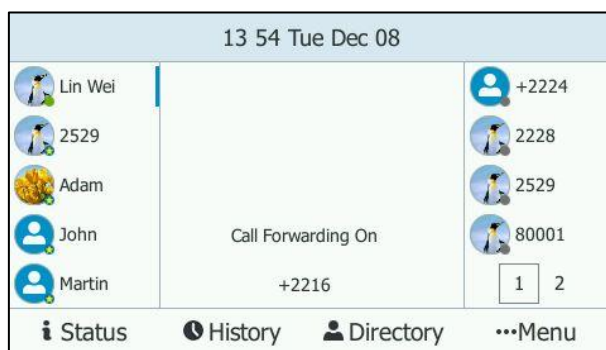 13 54 Tue Dec 08
Lin Wei
2529
Adam
John
Martin
Call Forwarding On
+2216
+2224
2228
2529
80001
1 2
Status History Directory •••Menu